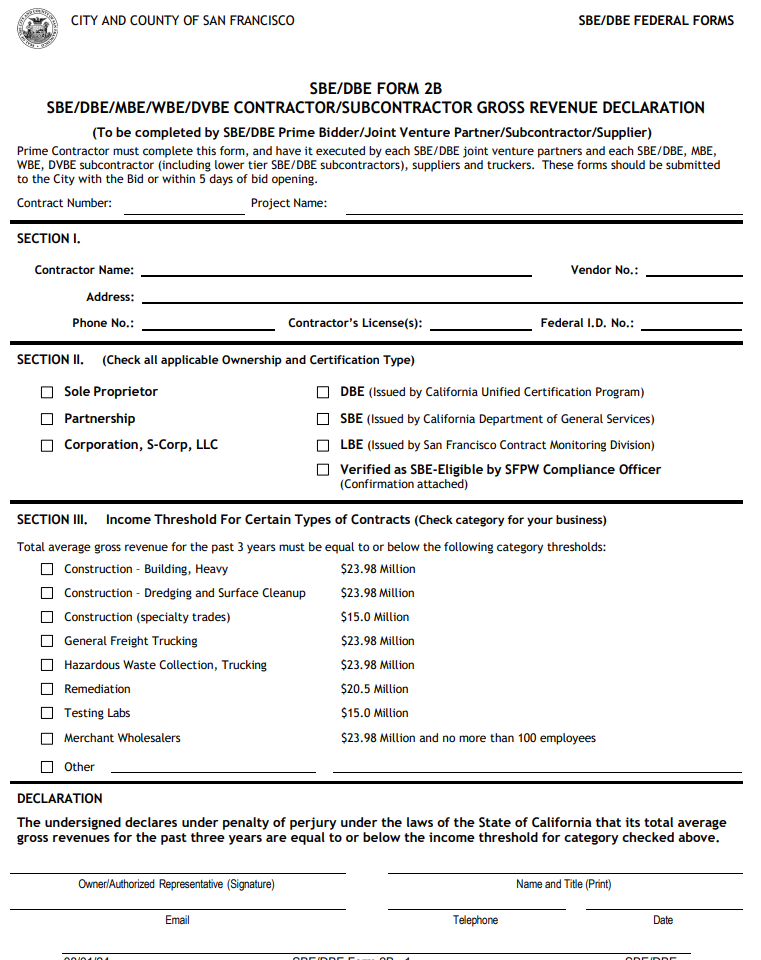 CITY AND COUNTY OF SAN FRANCISCO SBE/DBE FEDERAL FORMS
SBE/DBE FORM 2B
SBE/DBE/MBE/WBE/DVBE CONTRACTOR/SUBCONTRACTOR GROSS REVENUE DECLARATION
(To be completed by SBE/DBE Prime Bidder/Joint Venture Partner/Subcontractor/Supplier)
Prime Contractor must complete this form, and have it executed by each SBE/DBE joint venture partners and each SBE/DBE, MBE,
WBE, DVBE subcontractor (including lower tier SBE/DBE subcontractors), suppliers and truckers. These forms should be submitted
to the City with the Bid or within 5 days of bid opening.
Contract Number: Project Name:
SECTION I.
Contractor Name: Vendor No.:
Address:
Phone No.: Contractor's License(s): Federal I.D. No.:
SECTION II. (Check all applicable Ownership and Certification Type)
Sole Proprietor DBE (Issued by California Unified Certification Program)
Partnership SBE (Issued by California Department of General Services)
Corporation, S-Corp, LLC LBE (Issued by San Francisco Contract Monitoring Division)
Verified as SBE-Eligible by SFPW Compliance Officer
(Confirmation attached)
SECTION III. Income Threshold For Certain Types of Contracts (Check category for your business)
Total average gross revenue for the past 3 years must be equal to or below the following category thresholds:
Construction – Building, Heavy $23.98 Million
Construction – Dredging and Surface Cleanup $23.98 Million
Construction (specialty trades) $15.0 Million
General Freight Trucking $23.98 Million
Hazardous Waste Collection, Trucking $23.98 Million
Remediation $20.5 Million
Testing Labs $15.0 Million
Merchant Wholesalers $23.98 Million and no more than 100 employees
Other
DECLARATION
The undersigned declares under penalty of perjury under the laws of the State of California that its total average
gross revenues for the past three years are equal to or below the income threshold for category checked above.
Owner/Authorized Representative (Signature) Name and Title (Print)
Email Telephone Date
SBE/DBE Form 2B - 1 SBE/DBE